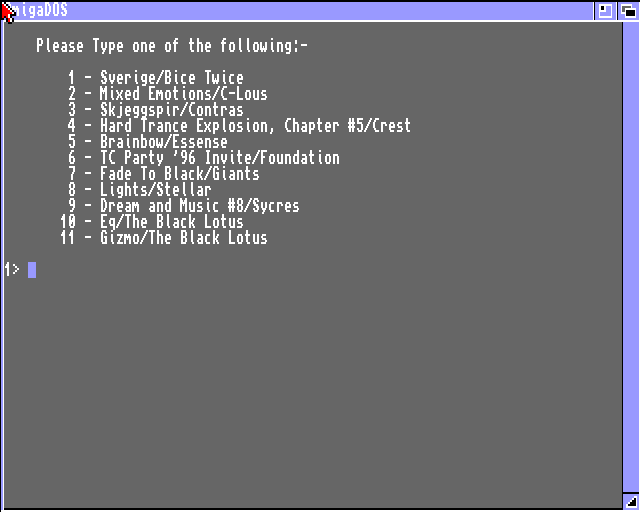 AmigaDOS
Please Type one of the following:-
1 - Sverige/Bice Twice
2 - Mixed Emotions/C-Lous
3 - Skjeggspir/Contras
4 - Hard Trance Explosion, Chapter #5/Crest
5 - Brainbow/Essense
6 - TC Party '96 Invite/Foundation
7 - Fade To Black/Giants
8 - Lights/Stellar
9 - Dream and Music #8/Sycres
10 - Eq/The Black Lotus
11 - Gizmo/The Black Lotus
1>